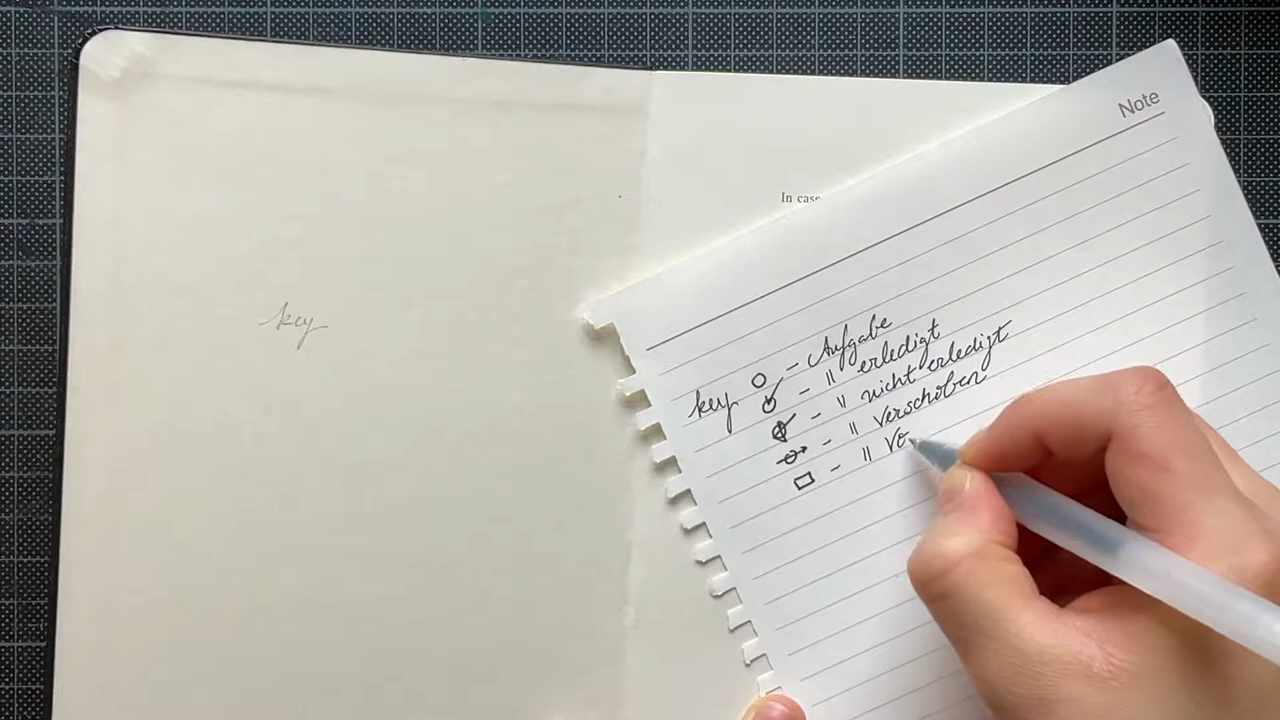 Note
In case
key
key – Aufgabe
– " erledigt
– " nicht erledigt
– " verschoben
– " Vo